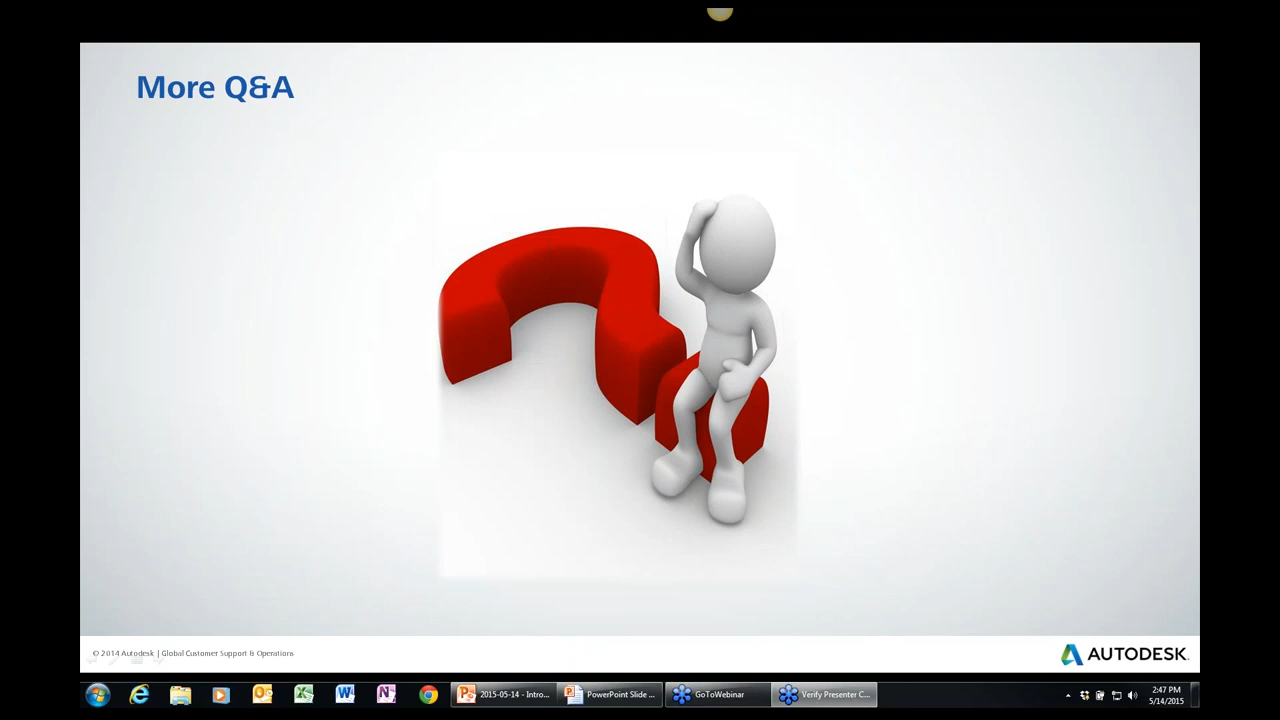 More Q&A
© 2014 Autodesk | Global Customer Support & Operations
AUTODESK.
2015-05-14 - Intro...
PowerPoint Slide ...
GoToWebinar
Verify Presenter C...
2:47 PM
5/14/2015